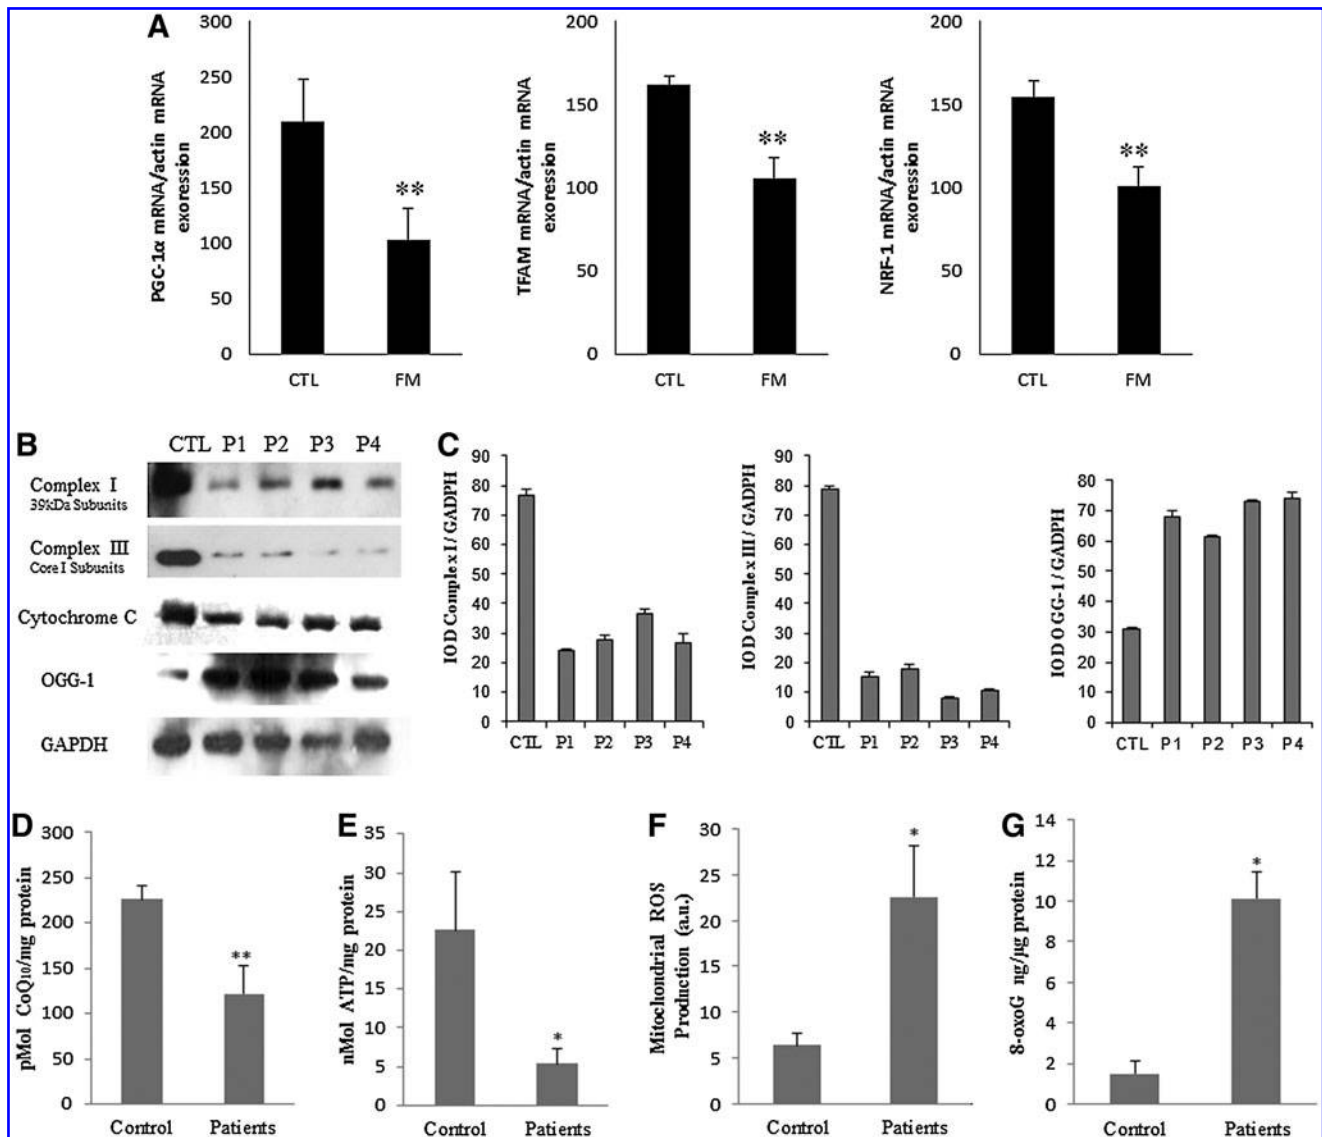 A
PGC-1α mRNA/actin mRNA
exoression
300
250
200
150
100
50
0
**
CTL FM
TFAM mRNA/actin mRNA
exoression
200
150
100
50
0
**
CTL FM
NRF-1 mRNA/actin mRNA
exoression
200
150
100
50
0
**
CTL FM
B
CTL P1 P2 P3 P4
Complex I
39kDa Subunits
Complex III
Core I Subunits
Cytochrome C
OGG-1
GAPDH
C
IOD Complex I / GADPH
90
80
70
60
50
40
30
20
10
0
CTL P1 P2 P3 P4
IOD Complex III / GADPH
90
80
70
60
50
40
30
20
10
0
CTL P1 P2 P3 P4
IOD OGG-1 / GADPH
80
70
60
50
40
30
20
10
0
CTL P1 P2 P3 P4
D
pMol CoQ10/mg protein
300
250
200
150
100
50
0
**
Control Patients
E
nMol ATP/mg protein
35
30
25
20
15
10
5
0
*
Control Patients
F
Mitochondrial ROS
Production (a.u.)
30
25
20
15
10
5
0
*
Control Patients
G
8-oxoG ng/µg protein
14
12
10
8
6
4
2
0
*
Control Patients